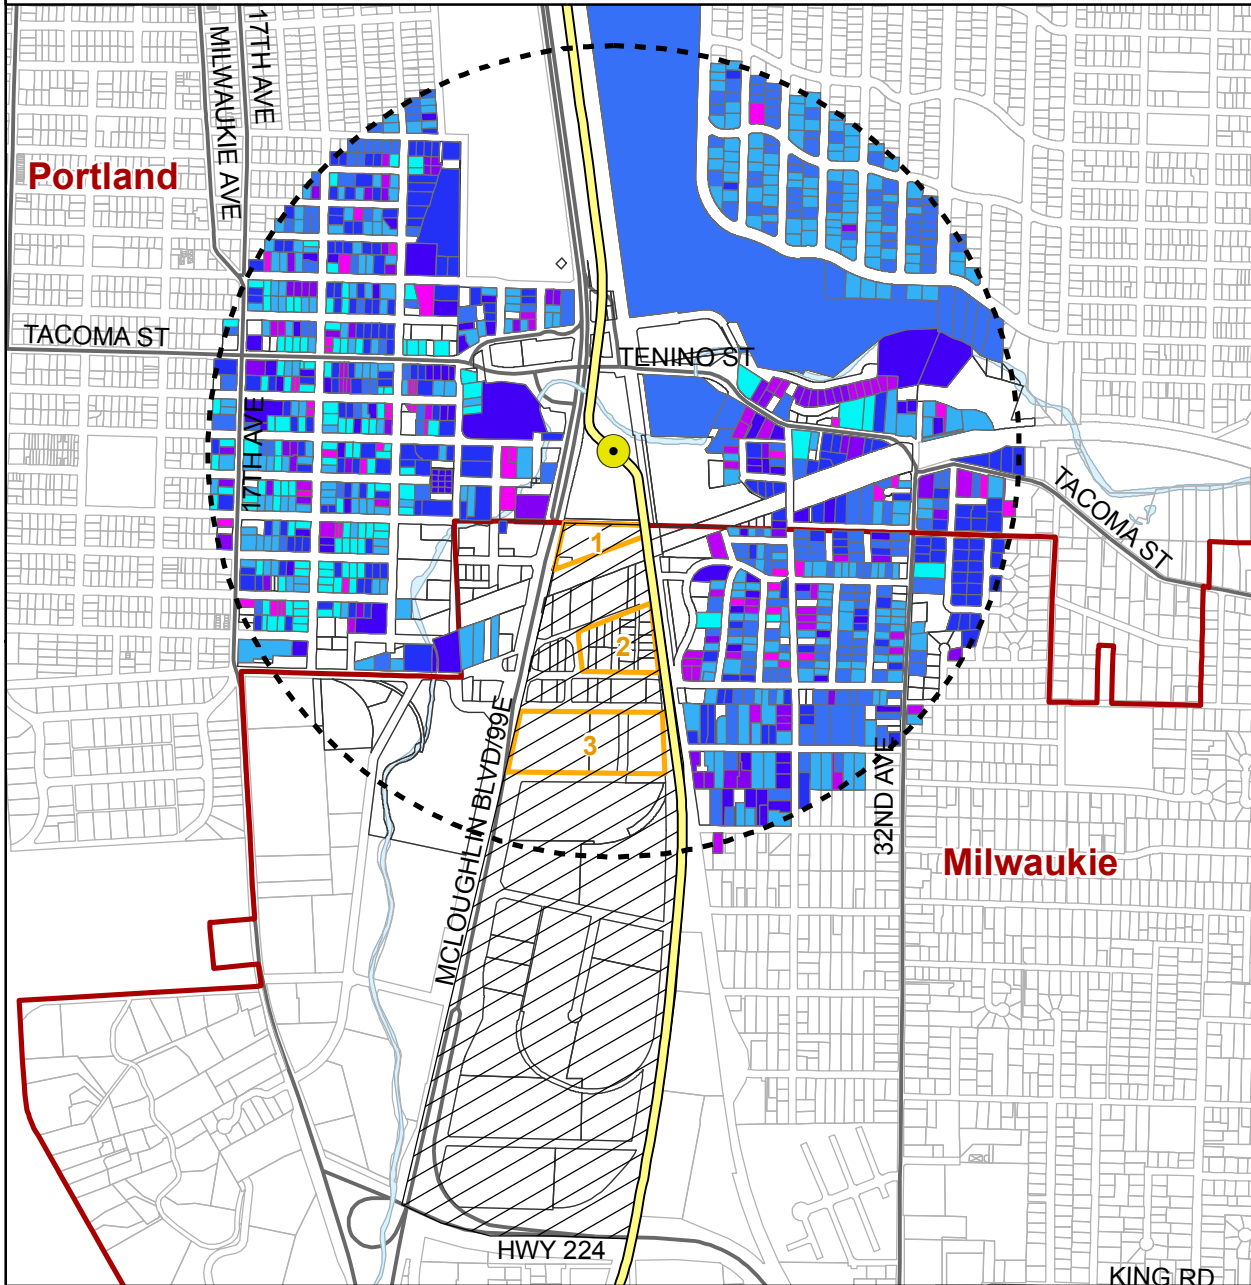 17TH AVE
MILWAUKIE AVE
Portland
TACOMA ST
TENINO ST
17TH AVE
TACOMA ST
1
2
3
MCLOUGHLIN BLVD/99E
32ND AVE
Milwaukie
HWY 224
KING RD